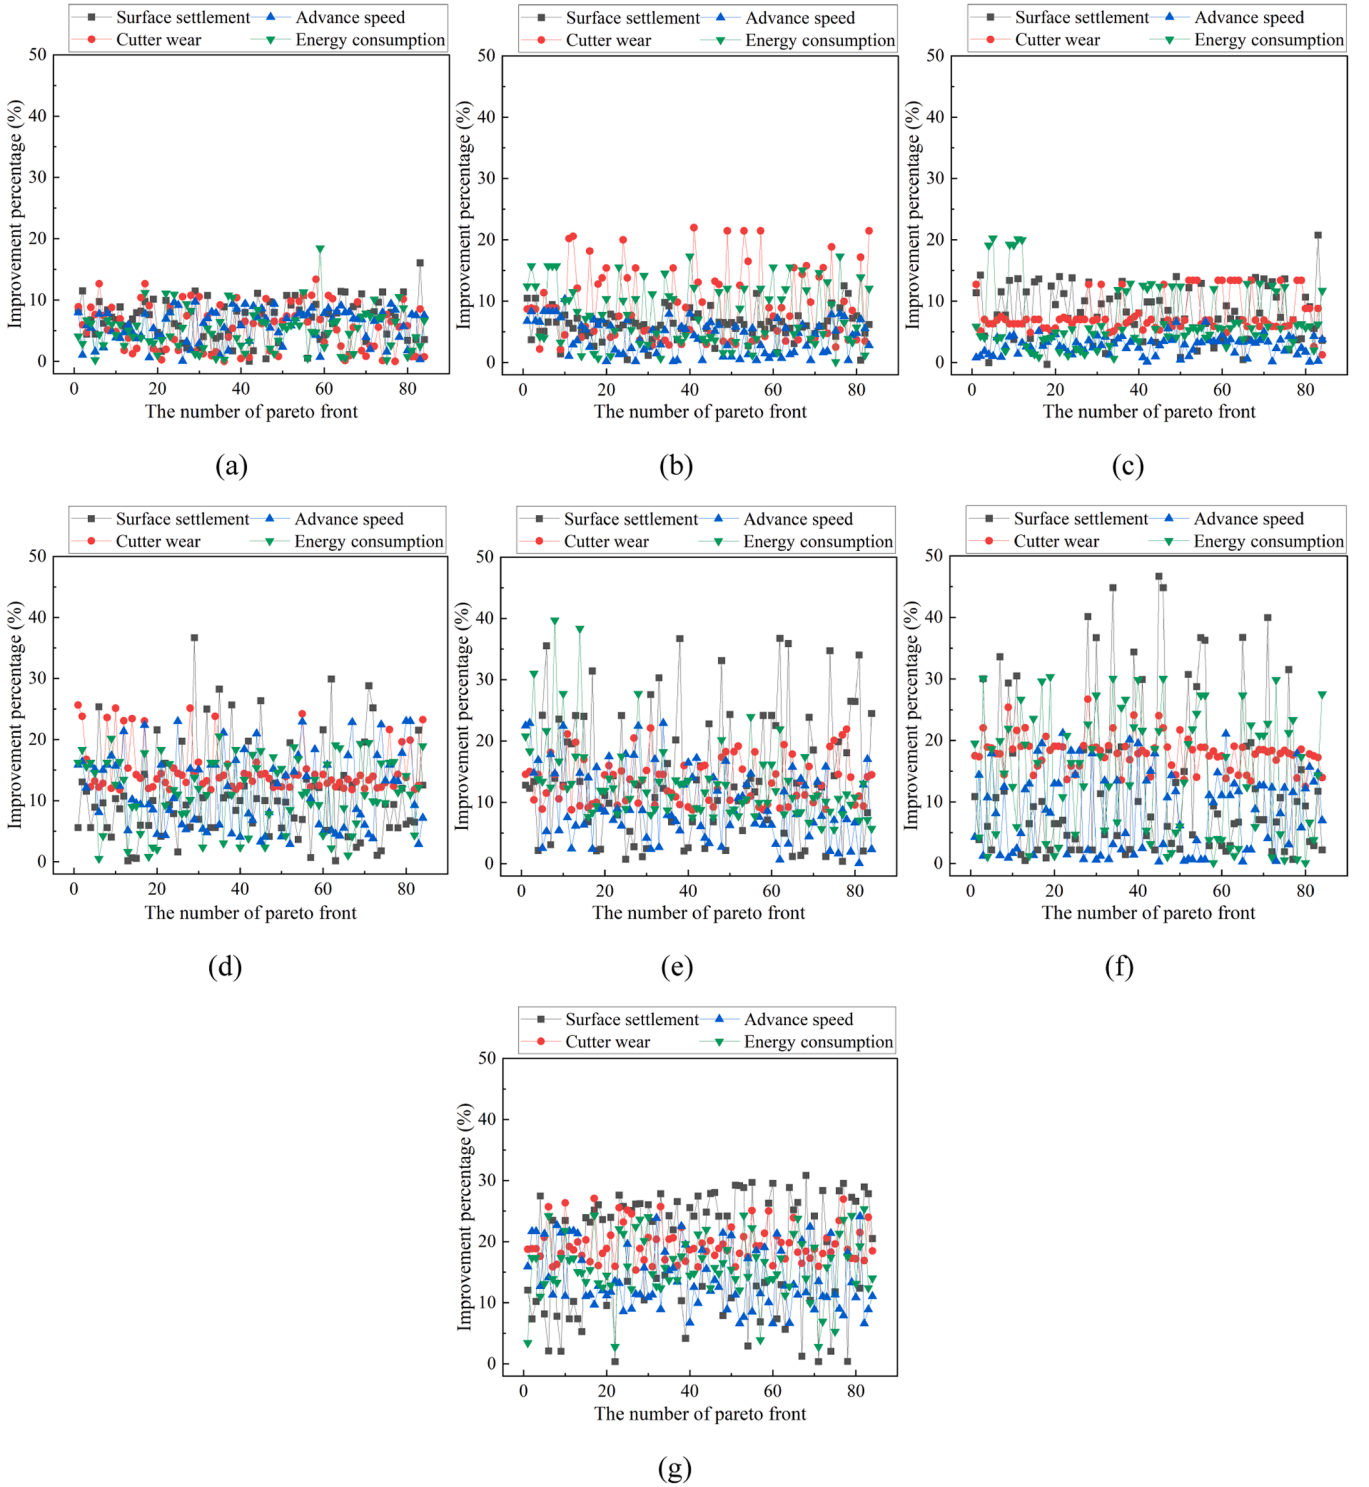 Surface settlement Advance speed
Cutter wear Energy consumption
50
40
30
20
10
0
Improvement percentage (%)
0 20 40 60 80
The number of pareto front
(a)
Surface settlement Advance speed
Cutter wear Energy consumption
50
40
30
20
10
0
Improvement percentage (%)
0 20 40 60 80
The number of pareto front
(b)
Surface settlement Advance speed
Cutter wear Energy consumption
50
40
30
20
10
0
Improvement percentage (%)
0 20 40 60 80
The number of pareto front
(c)
Surface settlement Advance speed
Cutter wear Energy consumption
50
40
30
20
10
0
Improvement percentage (%)
0 20 40 60 80
The number of pareto front
(d)
Surface settlement Advance speed
Cutter wear Energy consumption
50
40
30
20
10
0
Improvement percentage (%)
0 20 40 60 80
The number of pareto front
(e)
Surface settlement Advance speed
Cutter wear Energy consumption
50
40
30
20
10
0
Improvement percentage (%)
0 20 40 60 80
The number of pareto front
(f)
Surface settlement Advance speed
Cutter wear Energy consumption
50
40
30
20
10
0
Improvement percentage (%)
0 20 40 60 80
The number of pareto front
(g)